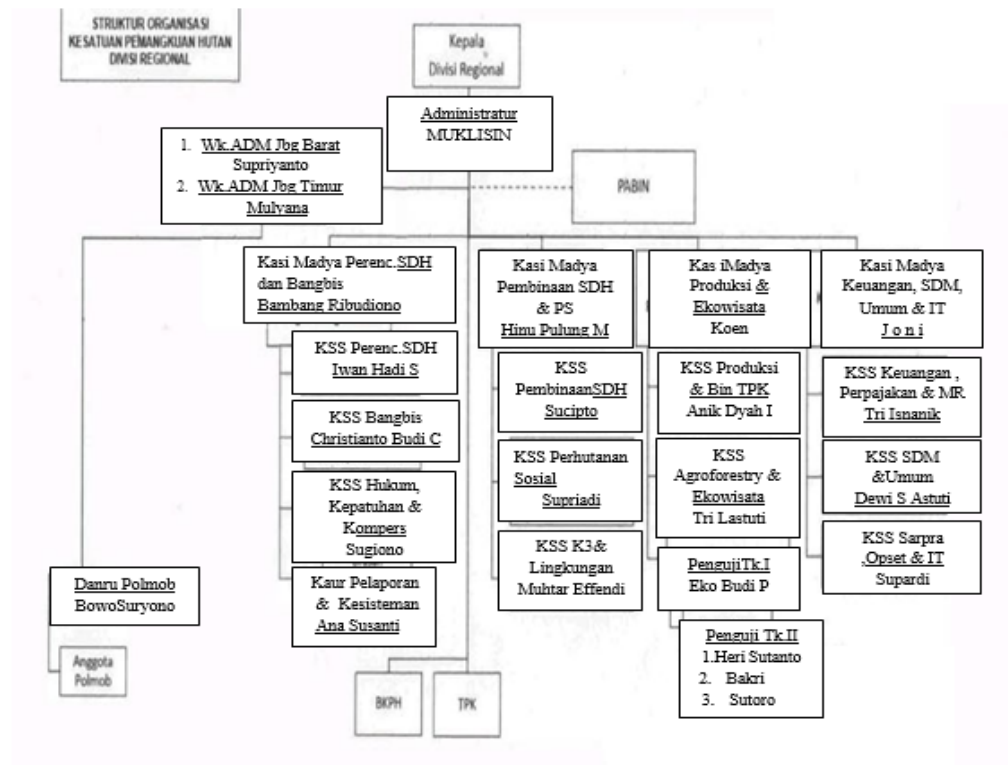 STRUKTUR ORGANISASI
KESATUAN PEMANGKUAN HUTAN
DIVISI REGIONAL
Kepala
Divisi Regional
Administratur
MUKLISIN
1. Wk.ADM Jbg Barat
Supriyanto
2. Wk.ADM Jbg Timur
Mulyana
PABIN
Kasi Madya Perenc.SDH
dan Bangbis
Bambang Ribudiono
KSS Perenc.SDH
Iwan Hadi S
KSS Bangbis
Christianto Budi C
KSS Hukum,
Kepatuhan &
Kompers
Sugiono
Kaur Pelaporan
& Kesisteman
Ana Susanti
Kasi Madya
Pembinaan SDH
& PS
Hinu Pulung M
KSS
PembinaanSDH
Sucipto
KSS Perhutanan
Sosial
Supriadi
KSS K3&
Lingkungan
Muhtar Effendi
Kas iMadya
Produksi &
Ekowisata
Koen
KSS Produksi
& Bin TPK
Anik Dyah I
KSS
Agroforestry &
Ekowisata
Tri Lastuti
PengujiTk.I
Eko Budi P
Penguji Tk.II
1.Heri Sutanto
2. Bakri
3. Sutoro
Kasi Madya
Keuangan, SDM,
Umum & IT
J o n i
KSS Keuangan ,
Perpajakan & MR
Tri Isnanik
KSS SDM
&Umum
Dewi S Astuti
KSS Sarpra
,Opset & IT
Supardi
Danru Polmob
BowoSuryono
Anggota
Polmob
BKPH
TPK